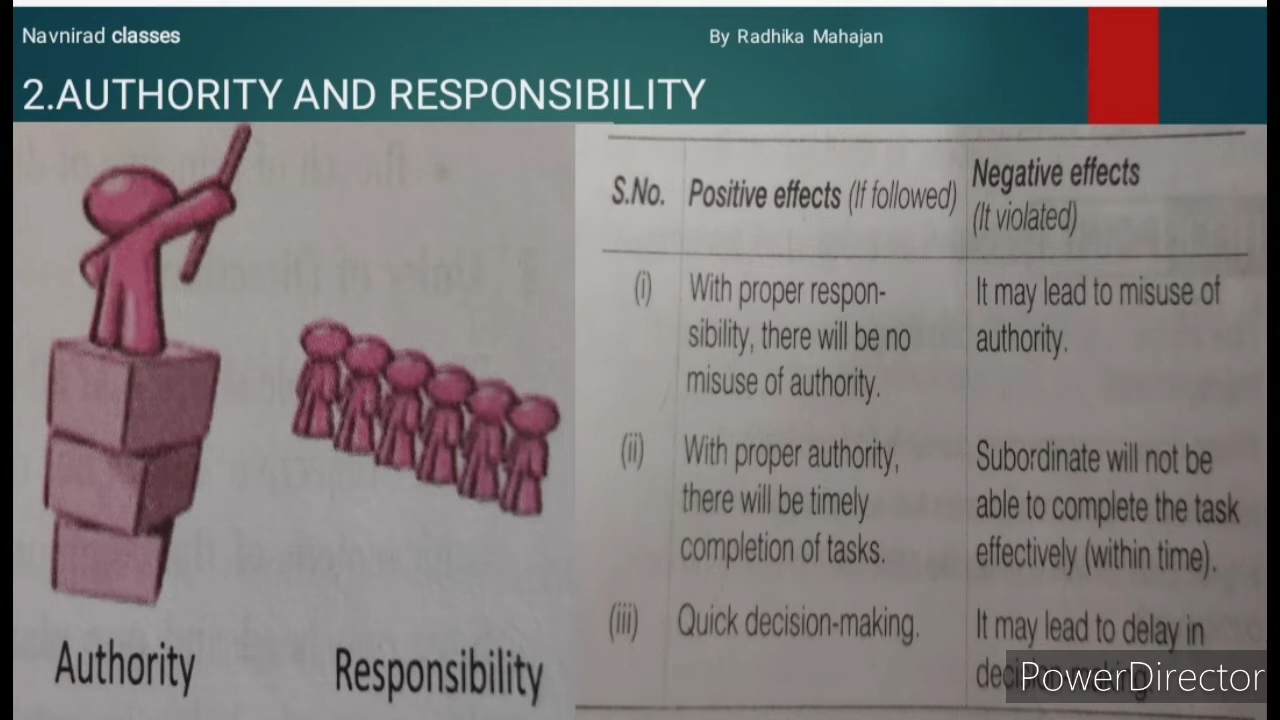 Navnirad classes
By Radhika Mahajan
2.AUTHORITY AND RESPONSIBILITY
Authority
Responsibility
S.No. Positive effects (If followed) Negative effects
(It violated)
(i) With proper respon- It may lead to misuse of
sibility, there will be no authority.
misuse of authority.
(ii) With proper authority, Subordinate will not be
there will be timely able to complete the task
completion of tasks. effectively (within time).
(iii) Quick decision-making. It may lead to delay in
decision-making.
PowerDirector